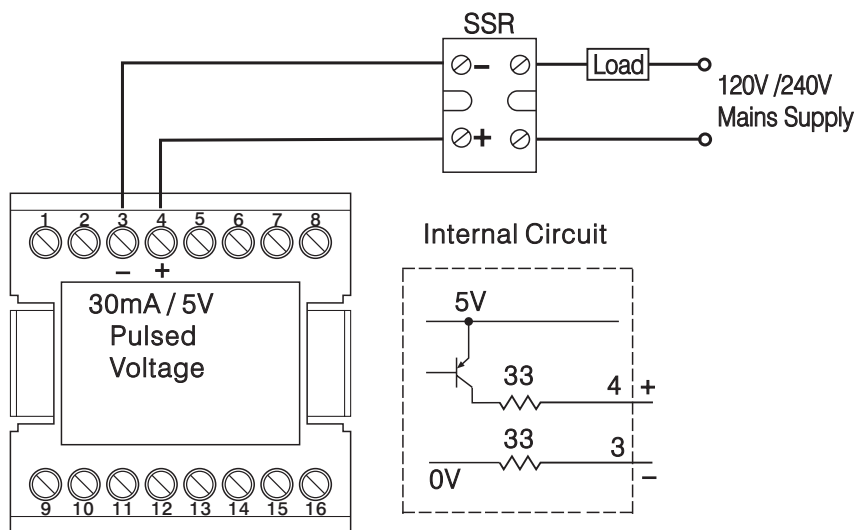 SSR
−
Load
120V /240V
Mains Supply
+
1 2 3 4 5 6 7 8
− +
30mA / 5V
Pulsed
Voltage
9 10 11 12 13 14 15 16
Internal Circuit
5V
33
4 +
33
3
0V
−